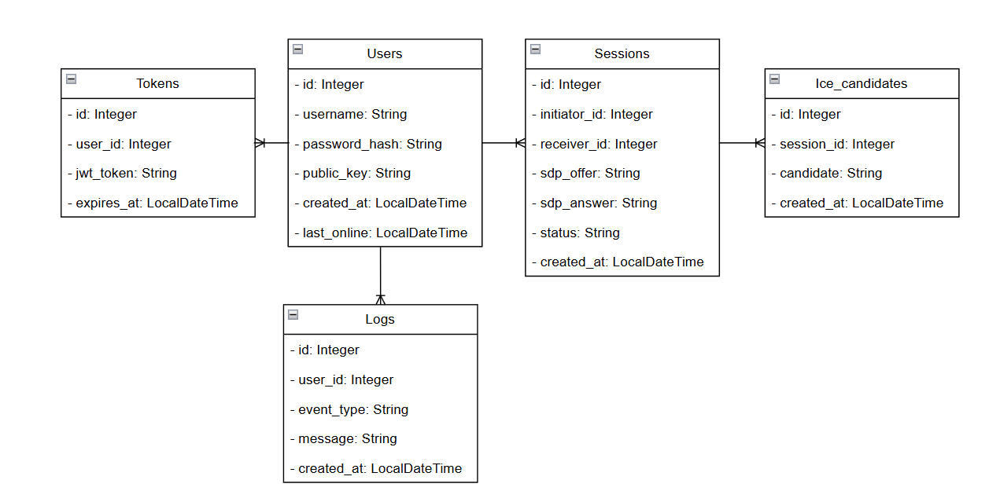 Tokens
- id: Integer
- user_id: Integer
- jwt_token: String
- expires_at: LocalDateTime
Users
- id: Integer
- username: String
- password_hash: String
- public_key: String
- created_at: LocalDateTime
- last_online: LocalDateTime
Sessions
- id: Integer
- initiator_id: Integer
- receiver_id: Integer
- sdp_offer: String
- sdp_answer: String
- status: String
- created_at: LocalDateTime
Ice_candidates
- id: Integer
- session_id: Integer
- candidate: String
- created_at: LocalDateTime
Logs
- id: Integer
- user_id: Integer
- event_type: String
- message: String
- created_at: LocalDateTime